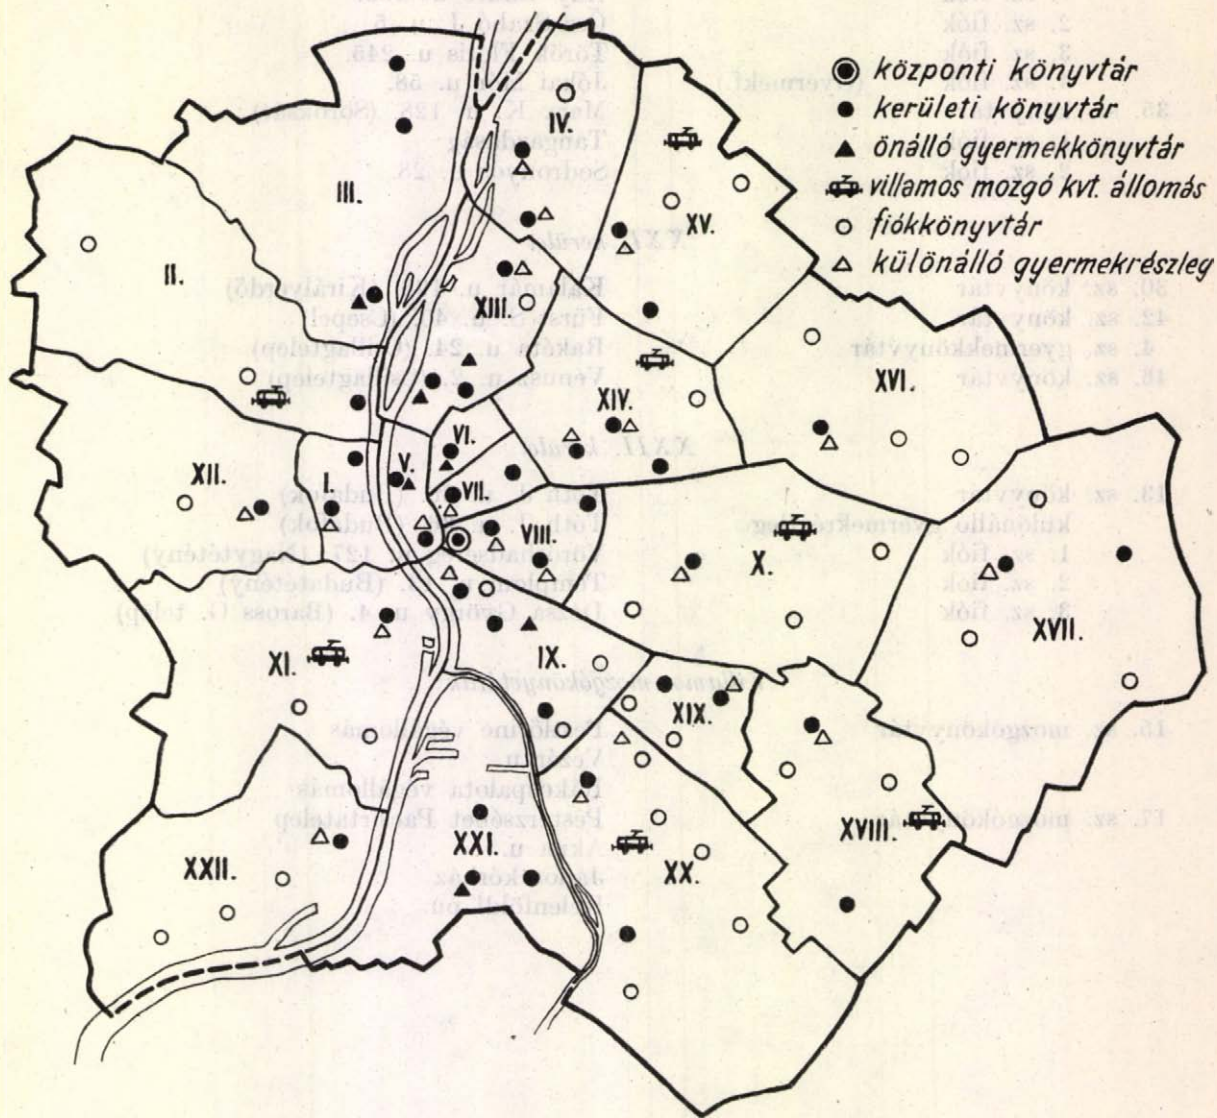 központi könyvtár
kerületi könyvtár
önálló gyermekkönyvtár
villamos mozgó kvt. állomás
fiókkönyvtár
különálló gyermekrészleg
IV.
III.
XV.
II.
XIII.
XVI.
XIV.
VI.
XII.
I.
V.
VII.
VIII.
X.
XVII.
XI.
IX.
XIX.
XVIII.
XXI.
XXII.
XX.